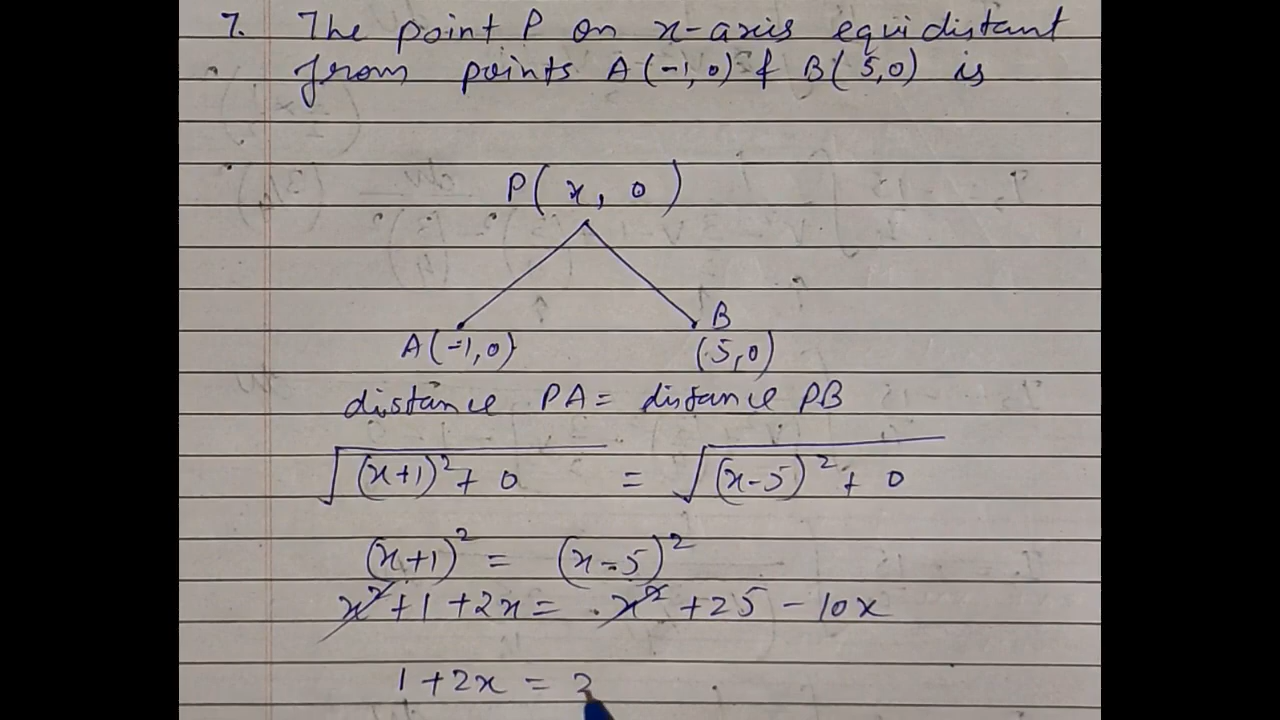 7. The point P on x-axis equidistant
from points A(-1,0) & B(5,0) is
P(x, 0)
A(-1,0)
B
(5,0)
distance PA = distance PB
√(x+1)²+0 = √(x-5)²+0
(x+1)² = (x-5)²
x²+1+2x = x²+25-10x
1+2x = 2